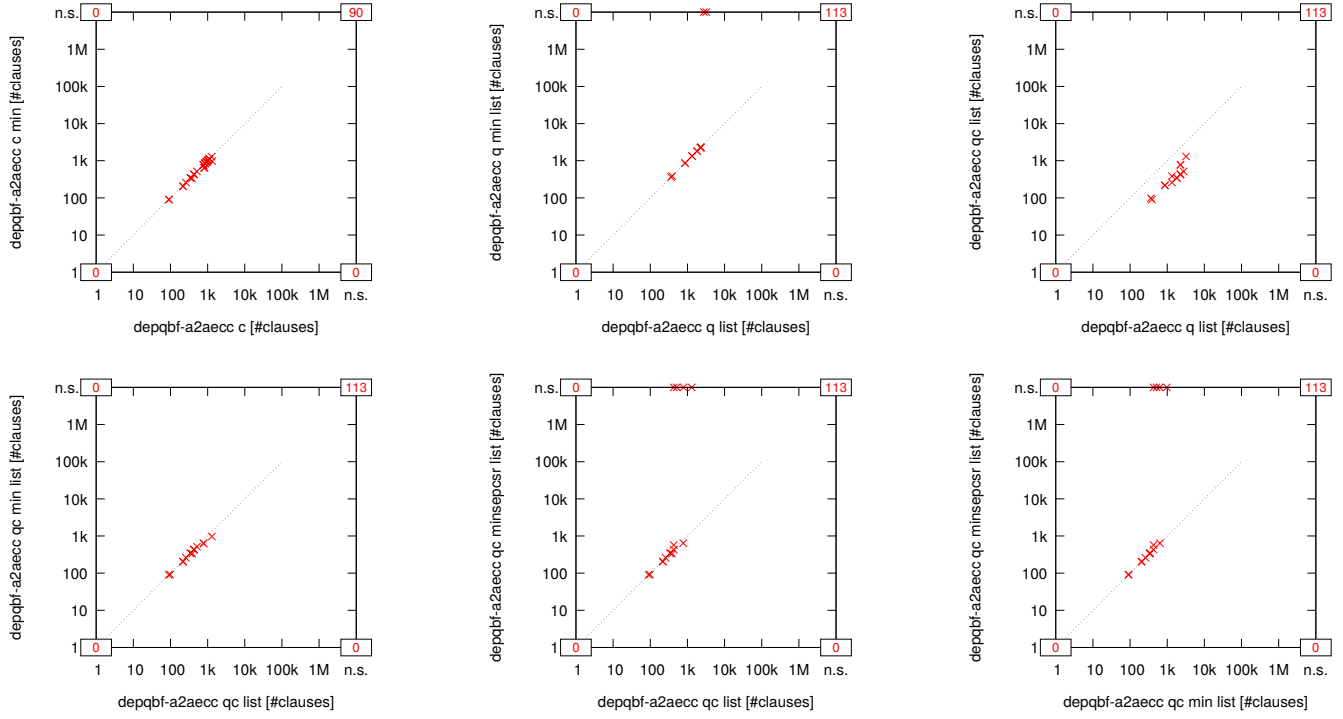 n.s. 0 90
1M
100k
10k
1k
100
10
1 0 0
1 10 100 1k 10k 100k 1M n.s.
depqbf-a2aecc c min [#clauses]
depqbf-a2aecc c [#clauses]
n.s. 0 113
1M
100k
10k
1k
100
10
1 0 0
1 10 100 1k 10k 100k 1M n.s.
depqbf-a2aecc q min list [#clauses]
depqbf-a2aecc q list [#clauses]
n.s. 0 113
1M
100k
10k
1k
100
10
1 0 0
1 10 100 1k 10k 100k 1M n.s.
depqbf-a2aecc qc list [#clauses]
depqbf-a2aecc q list [#clauses]
n.s. 0 113
1M
100k
10k
1k
100
10
1 0 0
1 10 100 1k 10k 100k 1M n.s.
depqbf-a2aecc qc min list [#clauses]
depqbf-a2aecc qc list [#clauses]
n.s. 0 113
1M
100k
10k
1k
100
10
1 0 0
1 10 100 1k 10k 100k 1M n.s.
depqbf-a2aecc qc minsepcsr list [#clauses]
depqbf-a2aecc qc list [#clauses]
n.s. 0 113
1M
100k
10k
1k
100
10
1 0 0
1 10 100 1k 10k 100k 1M n.s.
depqbf-a2aecc qc minsepcsr list [#clauses]
depqbf-a2aecc qc min list [#clauses]